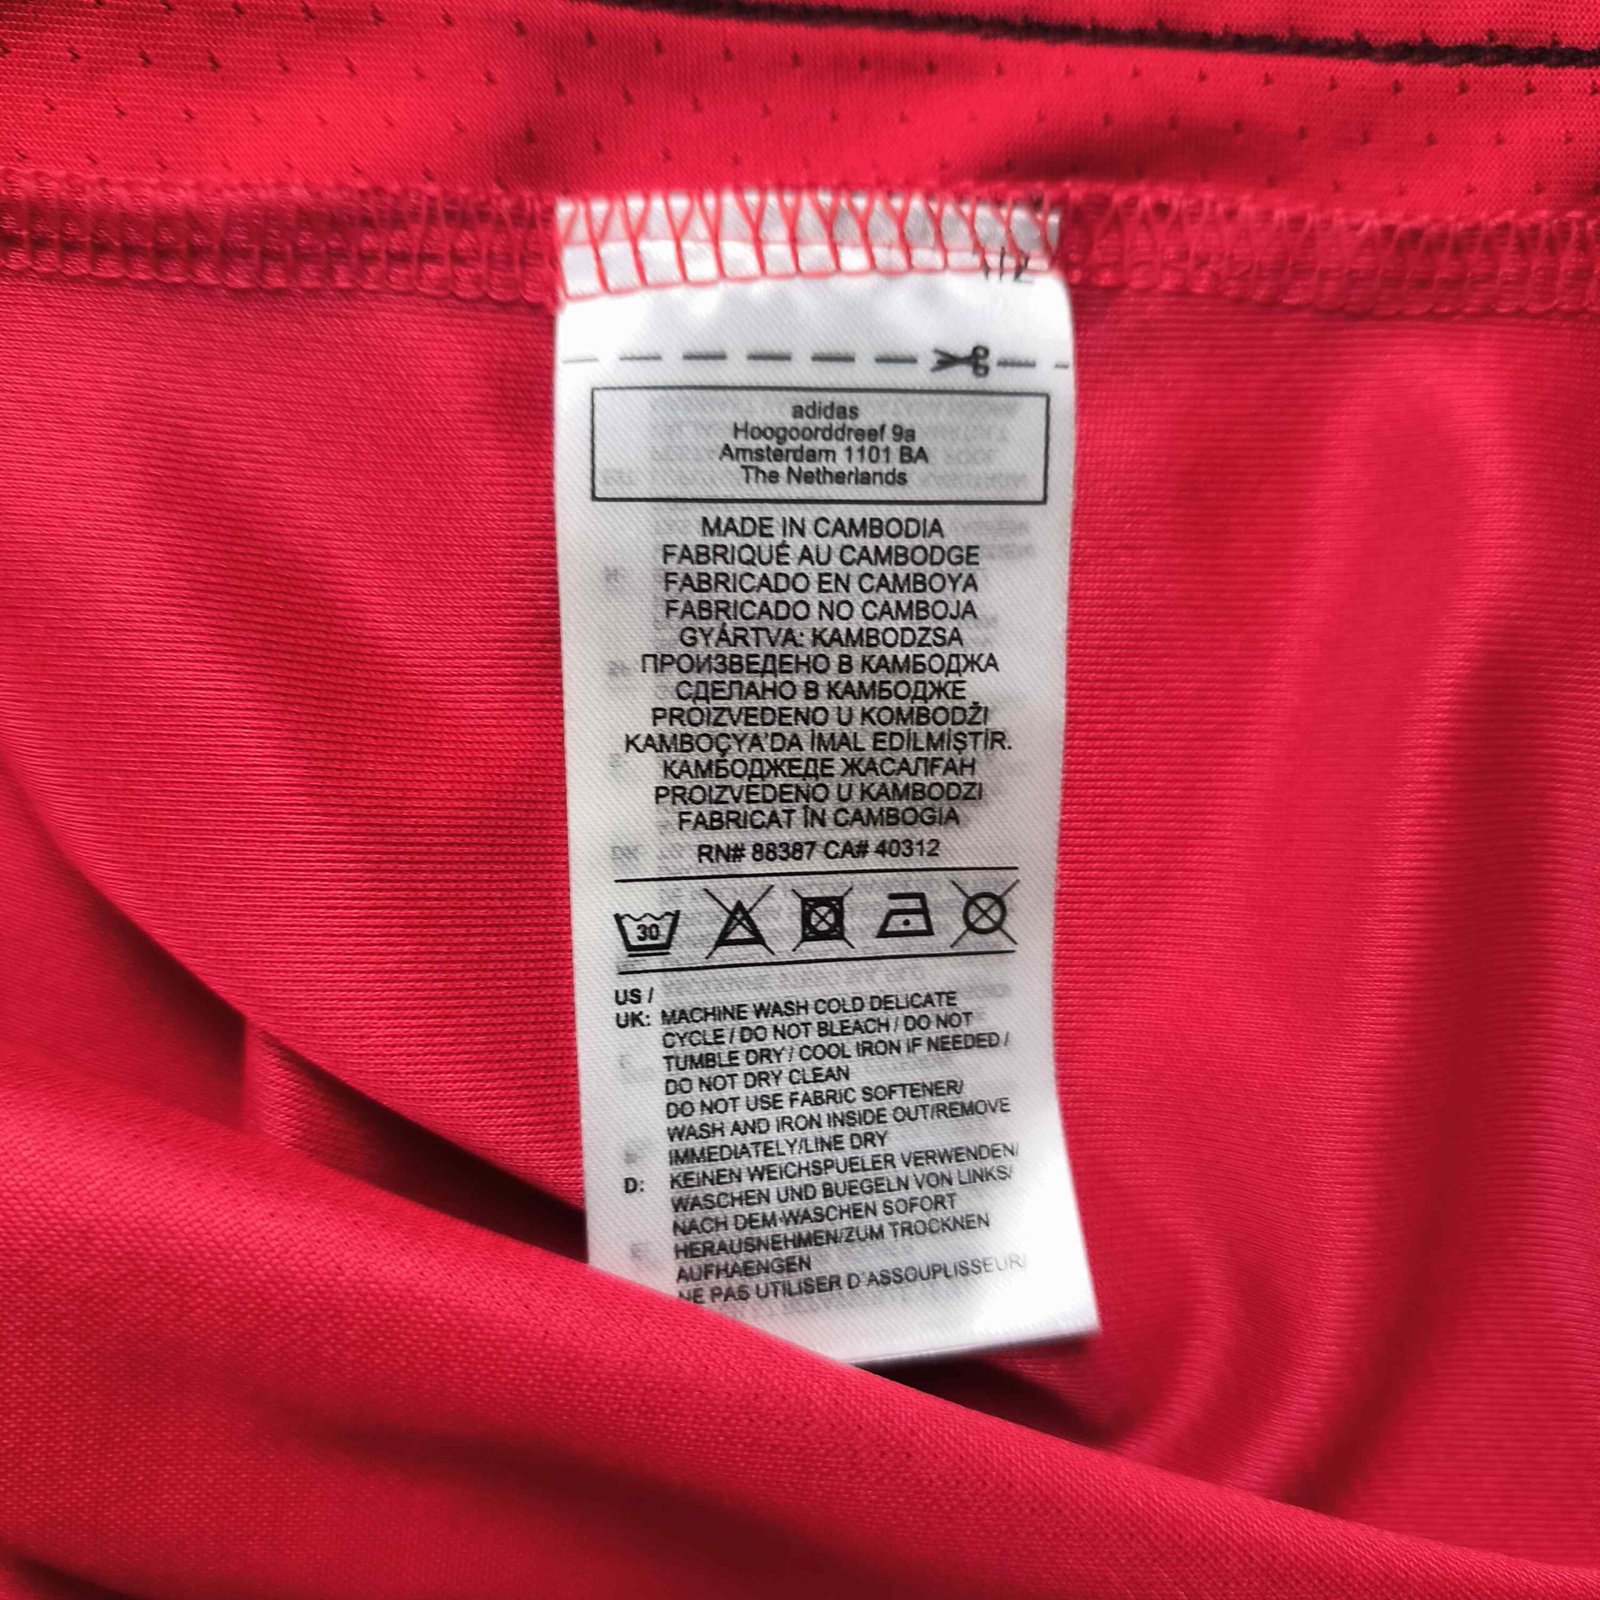 adidas
Hoogoorddreef 9a
Amsterdam 1101 BA
The Netherlands
MADE IN CAMBODIA
FABRIQUÉ AU CAMBODGE
FABRICADO EN CAMBOYA
FABRICADO NO CAMBOJA
GYÁRTVA: KAMBODZSA
ПРОИЗВЕДЕНО В КАМБОДЖА
СДЕЛАНО В КАМБОДЖЕ
PROIZVEDENO U KOMBODŽI
KAMBOÇYA'DA İMAL EDİLMİŞTİR.
КАМБОДЖЕДЕ ЖАСАЛҒАН
PROIZVEDENO U KAMBODZI
FABRICAT ÎN CAMBOGIA
RN# 88387 CA# 40312
30
US /
UK: MACHINE WASH COLD DELICATE
CYCLE / DO NOT BLEACH / DO NOT
TUMBLE DRY / COOL IRON IF NEEDED /
DO NOT DRY CLEAN
DO NOT USE FABRIC SOFTENER/
WASH AND IRON INSIDE OUT/REMOVE
IMMEDIATELY/LINE DRY
D: KEINEN WEICHSPUELER VERWENDEN/
WASCHEN UND BUEGELN VON LINKS/
NACH DEM WASCHEN SOFORT
HERAUSNEHMEN/ZUM TROCKNEN
AUFHAENGEN
NE PAS UTILISER D'ASSOUPLISSEUR/